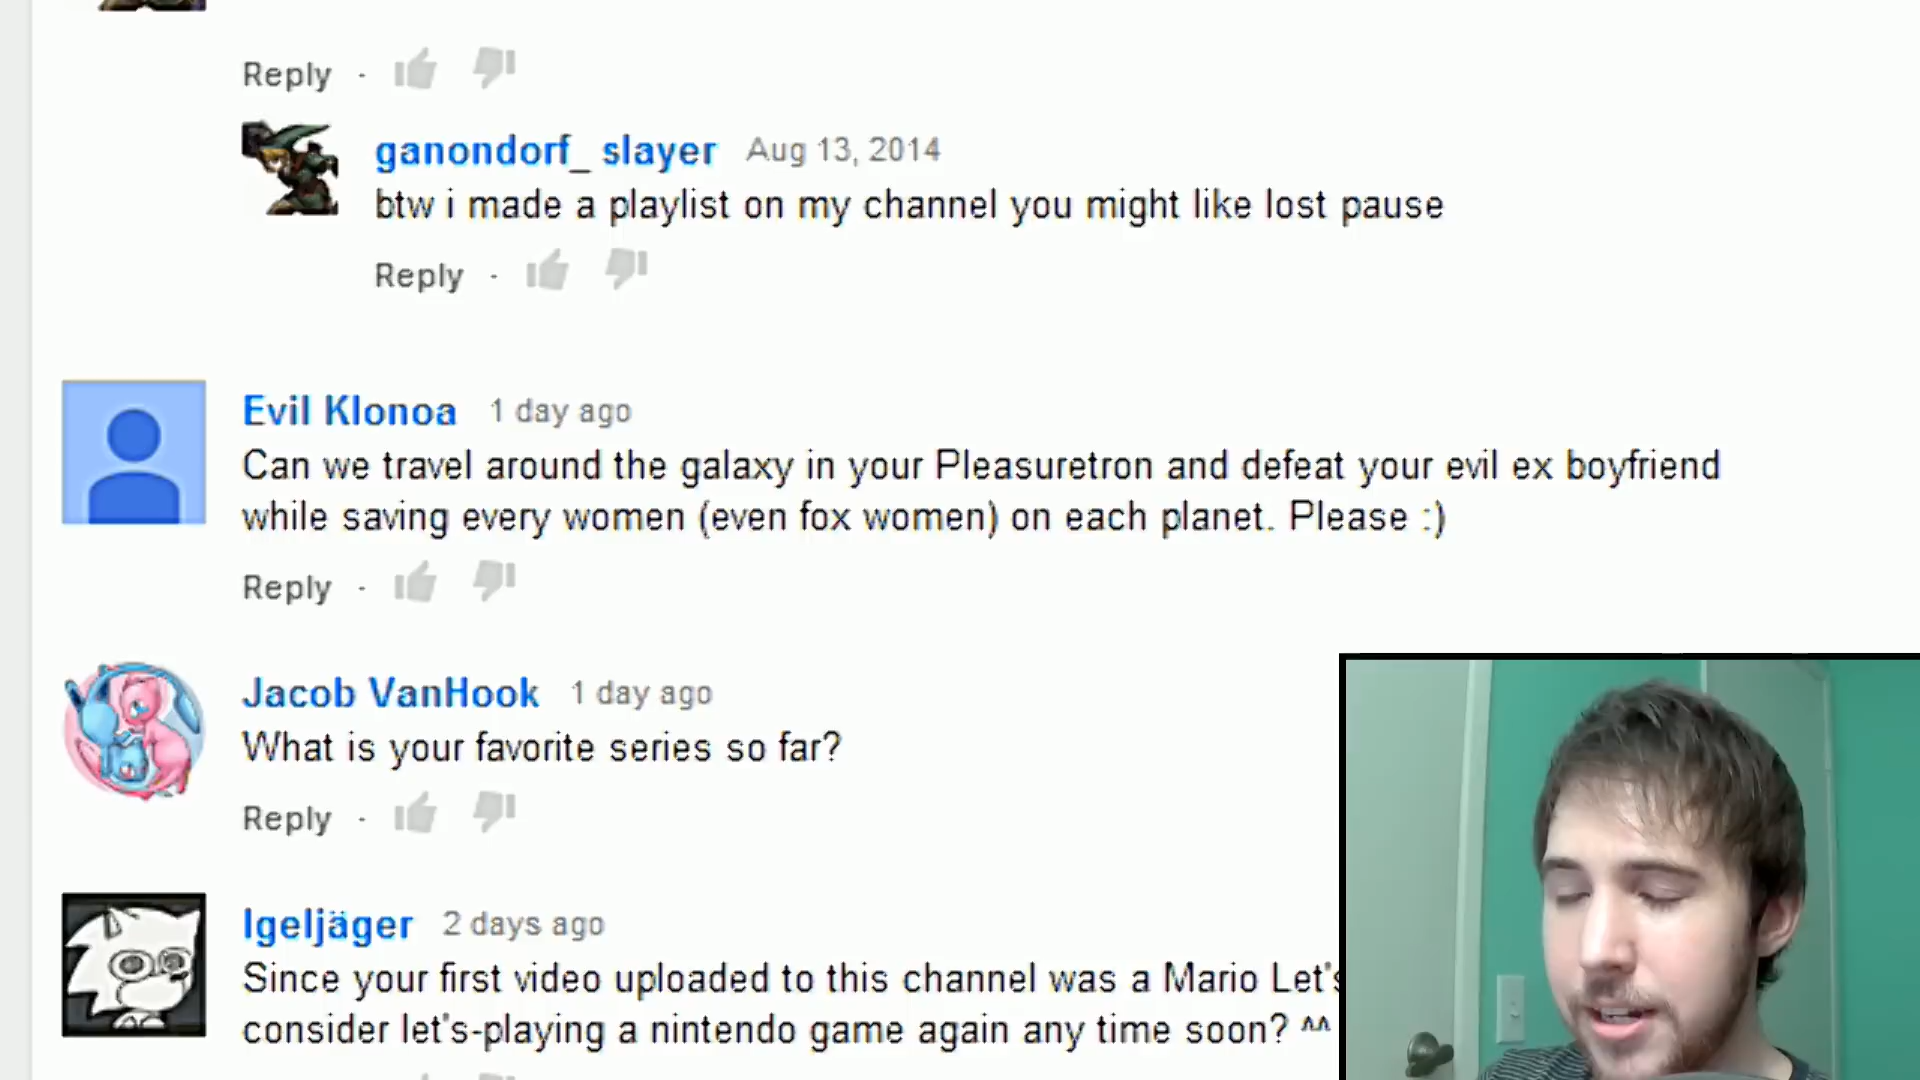 Reply ·
ganondorf_ slayer Aug 13, 2014
btw i made a playlist on my channel you might like lost pause
Reply ·
Evil Klonoa 1 day ago
Can we travel around the galaxy in your Pleasuretron and defeat your evil ex boyfriend
while saving every women (even fox women) on each planet. Please :)
Reply ·
Jacob VanHook 1 day ago
What is your favorite series so far?
Reply ·
Igeljäger 2 days ago
Since your first video uploaded to this channel was a Mario Let's
consider let's-playing a nintendo game again any time soon? ^^